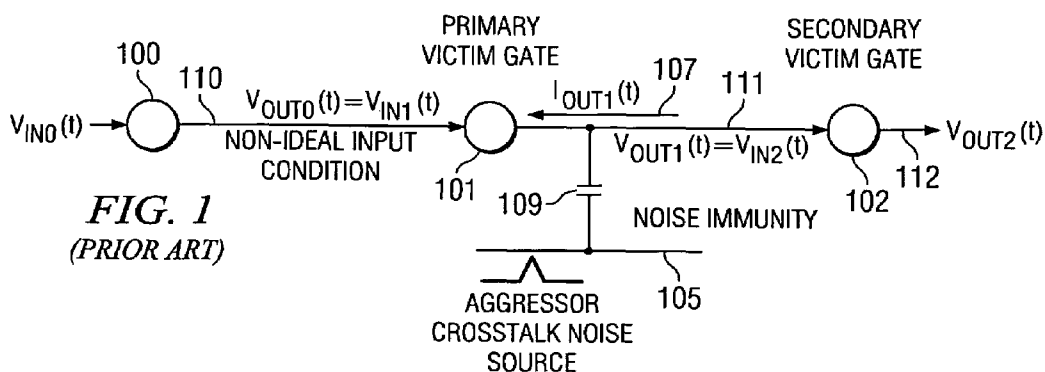 PRIMARY
VICTIM GATE
SECONDARY
VICTIM GATE
100
110
107
111
V_IN0(t)
V_OUT0(t)=V_IN1(t)
NON-IDEAL INPUT
CONDITION
I_OUT1(t)
V_OUT1(t)=V_IN2(t)
V_OUT2(t)
101
102
112
109
NOISE IMMUNITY
105
FIG. 1
(PRIOR ART)
AGGRESSOR
CROSSTALK NOISE
SOURCE